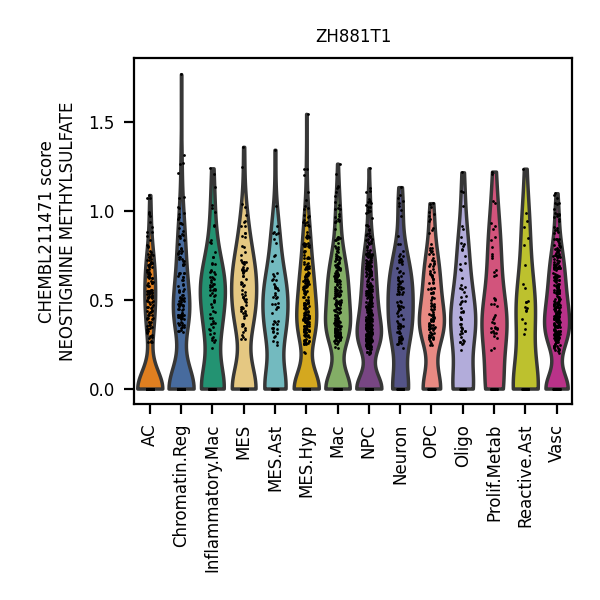 ZH881T1
CHEMBL211471 score
NEOSTIGMINE METHYLSULFATE
1.5
1.0
0.5
0.0
AC
Chromatin.Reg
Inflammatory.Mac
MES
MES.Ast
MES.Hyp
Mac
NPC
Neuron
OPC
Oligo
Prolif.Metab
Reactive.Ast
Vasc